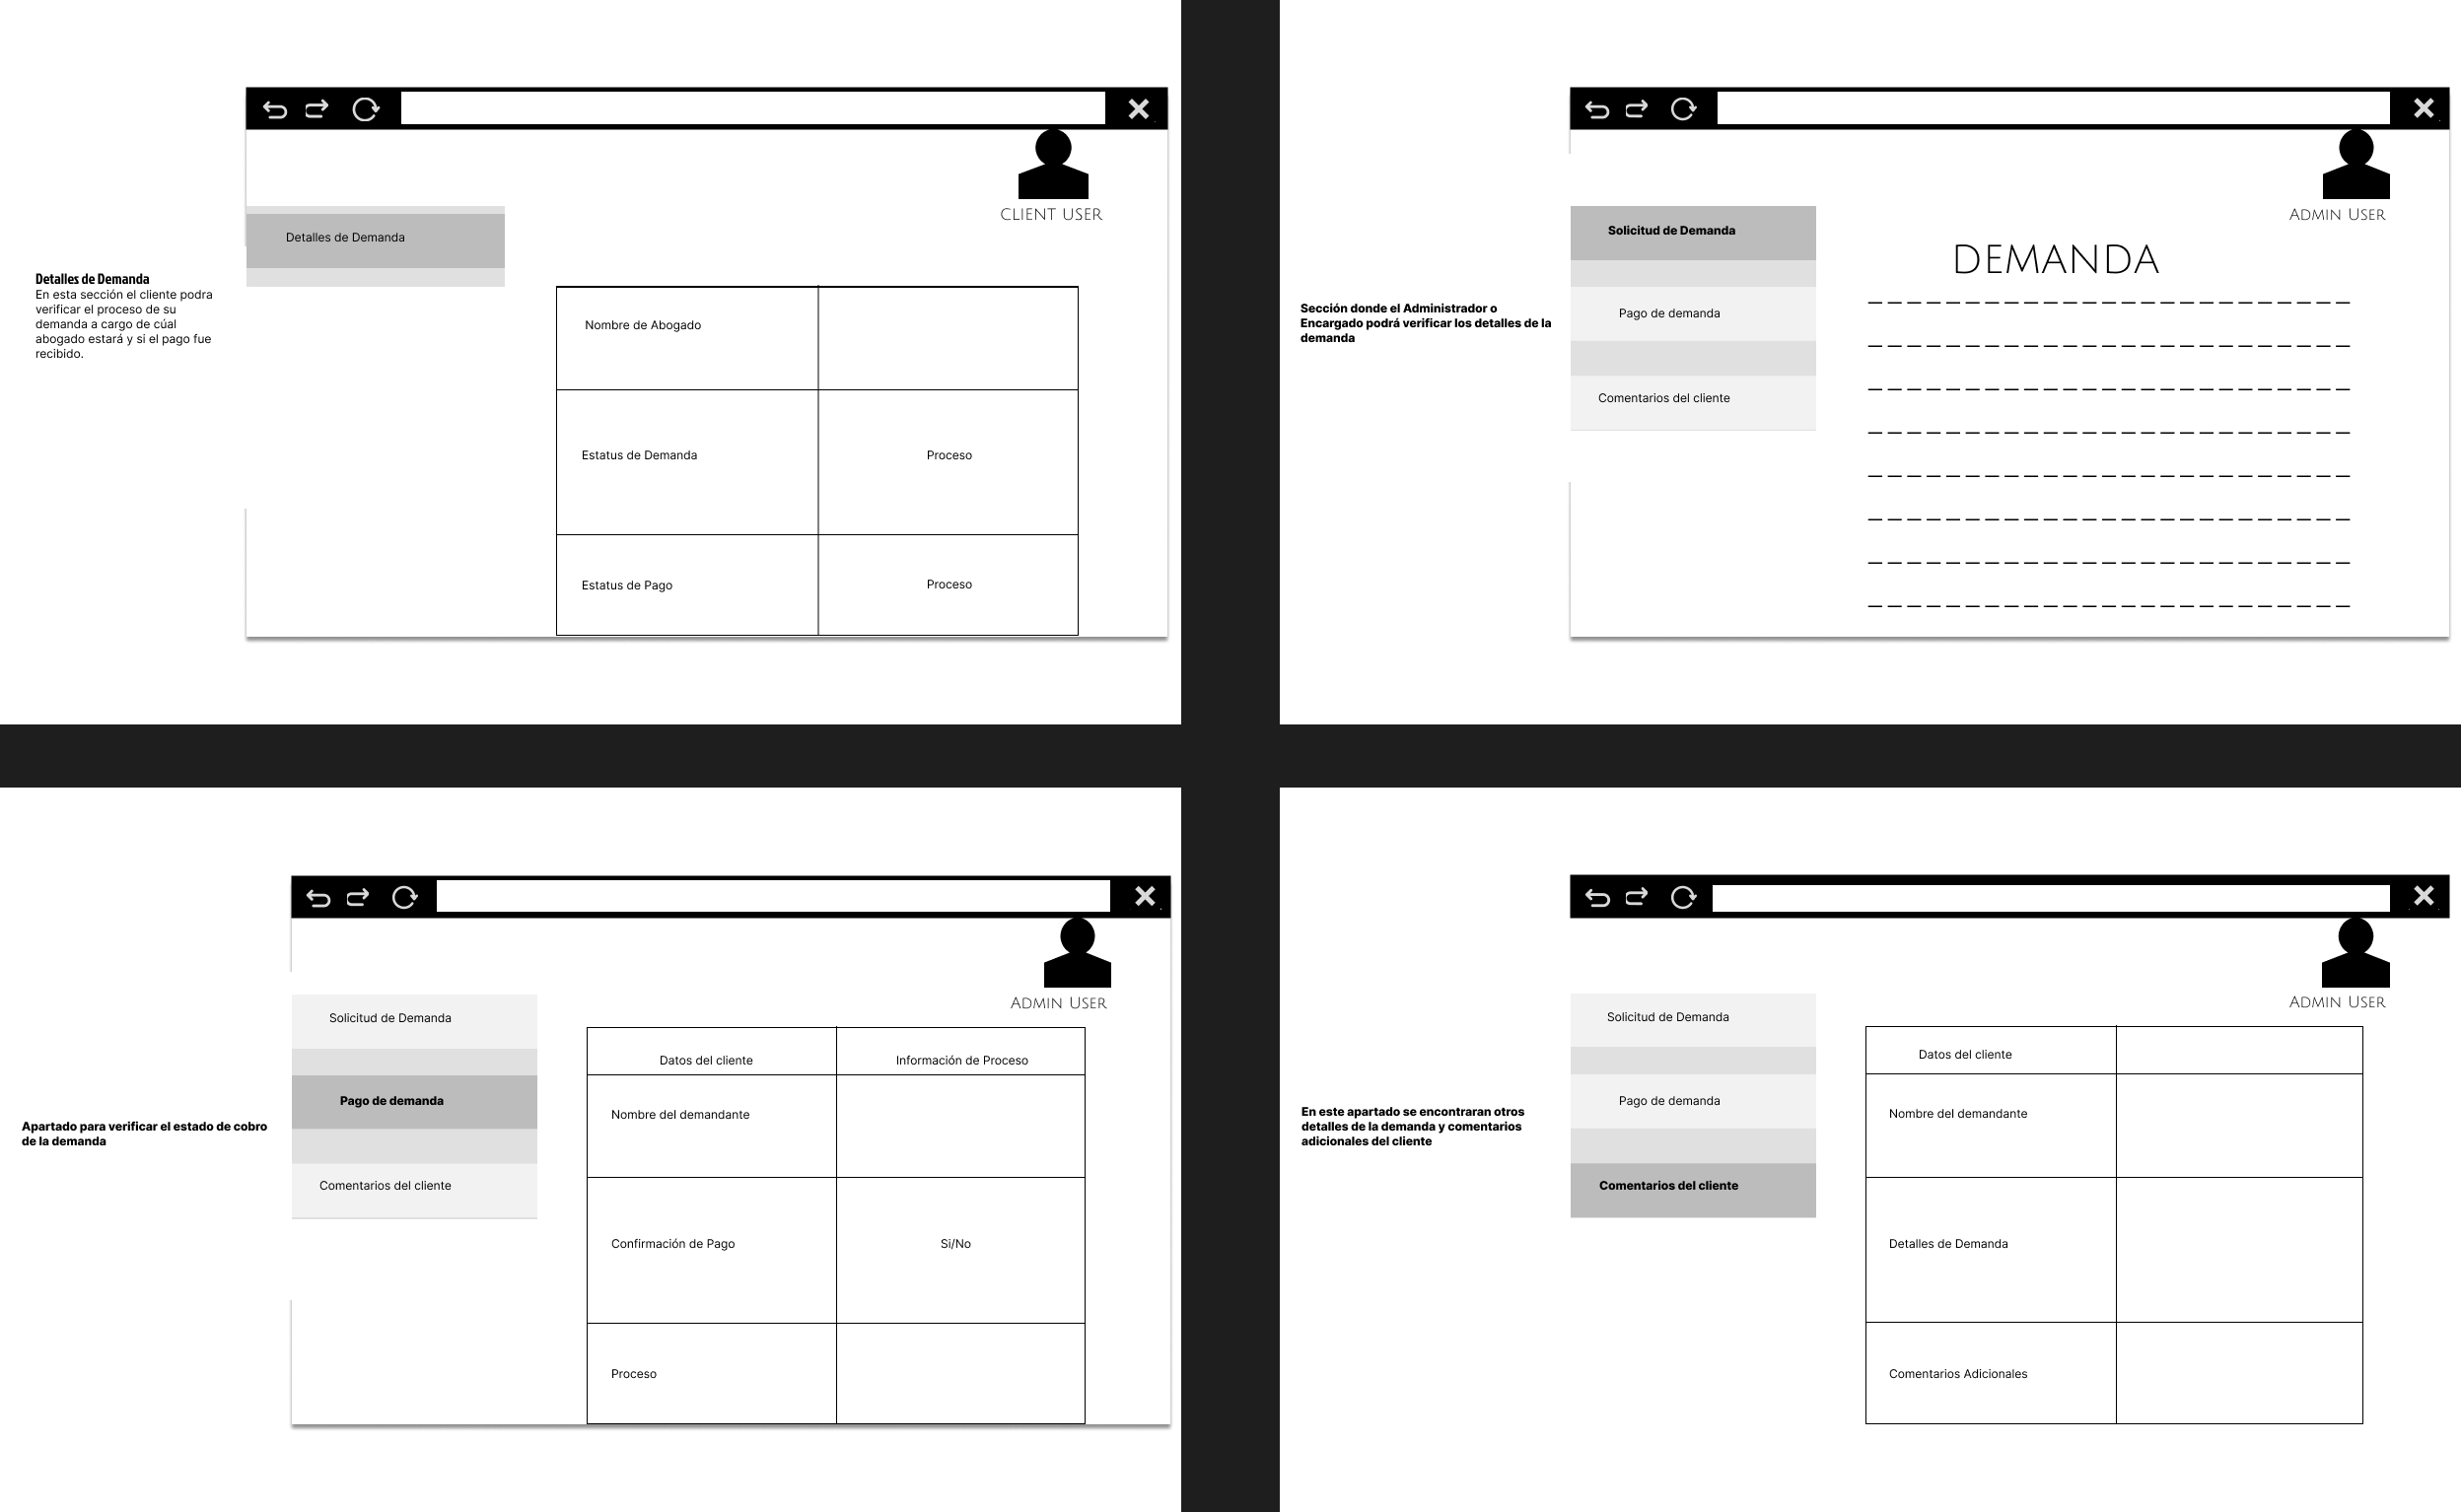 CLIENT USER
Detalles de Demanda
Detalles de Demanda
En esta sección el cliente podra
verificar el proceso de su
demanda a cargo de cúal
abogado estará y si el pago fue
recibido.
Nombre de Abogado
Estatus de Demanda
Proceso
Estatus de Pago
Proceso
ADMIN USER
Solicitud de Demanda
DEMANDA
Sección donde el Administrador o
Encargado podrá verificar los detalles de la
demanda
Pago de demanda
Comentarios del cliente
ADMIN USER
Solicitud de Demanda
Pago de demanda
Comentarios del cliente
Apartado para verificar el estado de cobro
de la demanda
Datos del cliente
Información de Proceso
Nombre del demandante
Confirmación de Pago
Si/No
Proceso
ADMIN USER
Solicitud de Demanda
Pago de demanda
Comentarios del cliente
En este apartado se encontraran otros
detalles de la demanda y comentarios
adicionales del cliente
Datos del cliente
Nombre del demandante
Detalles de Demanda
Comentarios Adicionales